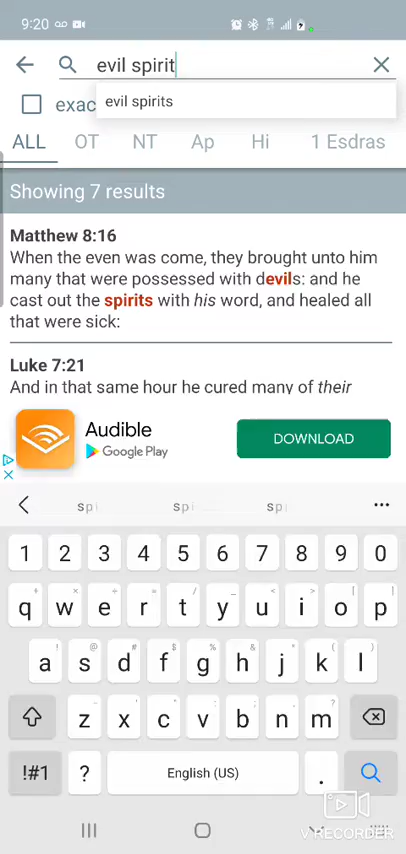 9:20
evil spirit
exac
evil spirits
ALL OT NT Ap Hi 1 Esdras
Showing 7 results
Matthew 8:16
When the even was come, they brought unto him
many that were possessed with devils: and he
cast out the spirits with his word, and healed all
that were sick:
Luke 7:21
And in that same hour he cured many of their
Audible
Google Play
DOWNLOAD
spi spi spi
1 2 3 4 5 6 7 8 9 0
q w e r t y u i o p
a s d f g h j k l
z x c v b n m
!#1 ? English (US) .
V RECORDER